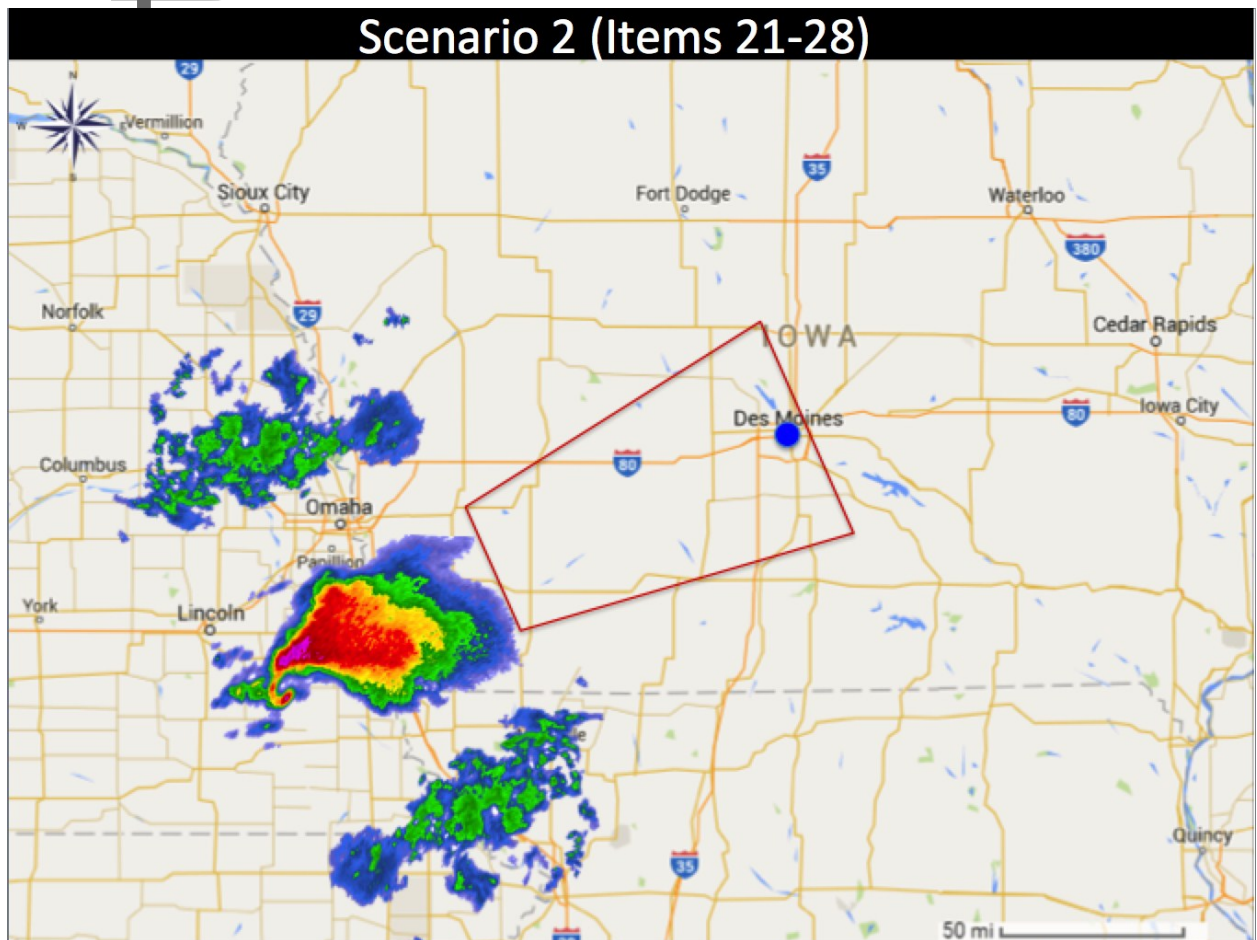 Scenario 2 (Items 21-28)
N
W
E
S
29
Vermillion
35
Sioux City
Fort Dodge
Waterloo
380
Norfolk
29
IOWA
Cedar Rapids
Des Moines
80
Iowa City
Columbus
80
Omaha
Papillion
York
Lincoln
e
35
Quincy
50 mi